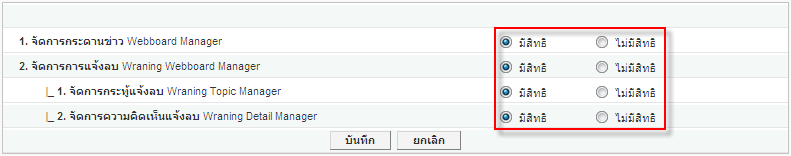 1. จัดการกระดานข่าว Webboard Manager มีสิทธิ ไม่มีสิทธิ
2. จัดการการแจ้งลบ Wraning Webboard Manager มีสิทธิ ไม่มีสิทธิ
|_ 1. จัดการกระทู้แจ้งลบ Wraning Topic Manager มีสิทธิ ไม่มีสิทธิ
|_ 2. จัดการความคิดเห็นแจ้งลบ Wraning Detail Manager มีสิทธิ ไม่มีสิทธิ
บันทึก ยกเลิก